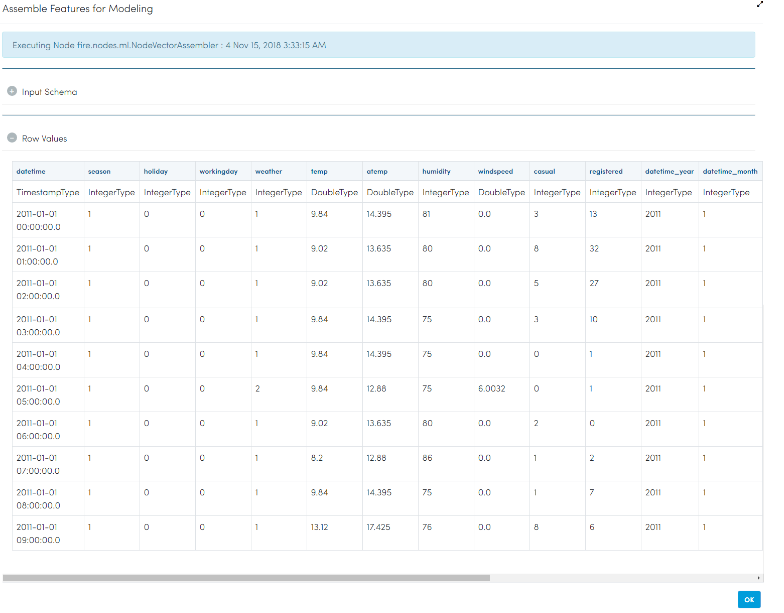 Assemble Features for Modeling
Executing Node fire.nodes.ml.NodeVectorAssembler : 4 Nov 15, 2018 3:33:15 AM
Input Schema
Row Values
datetime season holiday workingday weather temp atemp humidity windspeed casual registered datetime_year datetime_month
TimestampType IntegerType IntegerType IntegerType IntegerType DoubleType DoubleType IntegerType DoubleType IntegerType IntegerType IntegerType IntegerType
2011-01-01 1 0 0 1 9.84 14.395 81 0.0 3 13 2011 1
00:00:00.0
2011-01-01 1 0 0 1 9.02 13.635 80 0.0 8 32 2011 1
01:00:00.0
2011-01-01 1 0 0 1 9.02 13.635 80 0.0 5 27 2011 1
02:00:00.0
2011-01-01 1 0 0 1 9.84 14.395 75 0.0 3 10 2011 1
03:00:00.0
2011-01-01 1 0 0 1 9.84 14.395 75 0.0 0 1 2011 1
04:00:00.0
2011-01-01 1 0 0 2 9.84 12.88 75 6.0032 0 1 2011 1
05:00:00.0
2011-01-01 1 0 0 1 9.02 13.635 80 0.0 2 0 2011 1
06:00:00.0
2011-01-01 1 0 0 1 8.2 12.88 86 0.0 1 2 2011 1
07:00:00.0
2011-01-01 1 0 0 1 9.84 14.395 75 0.0 1 7 2011 1
08:00:00.0
2011-01-01 1 0 0 1 13.12 17.425 76 0.0 8 6 2011 1
09:00:00.0
OK